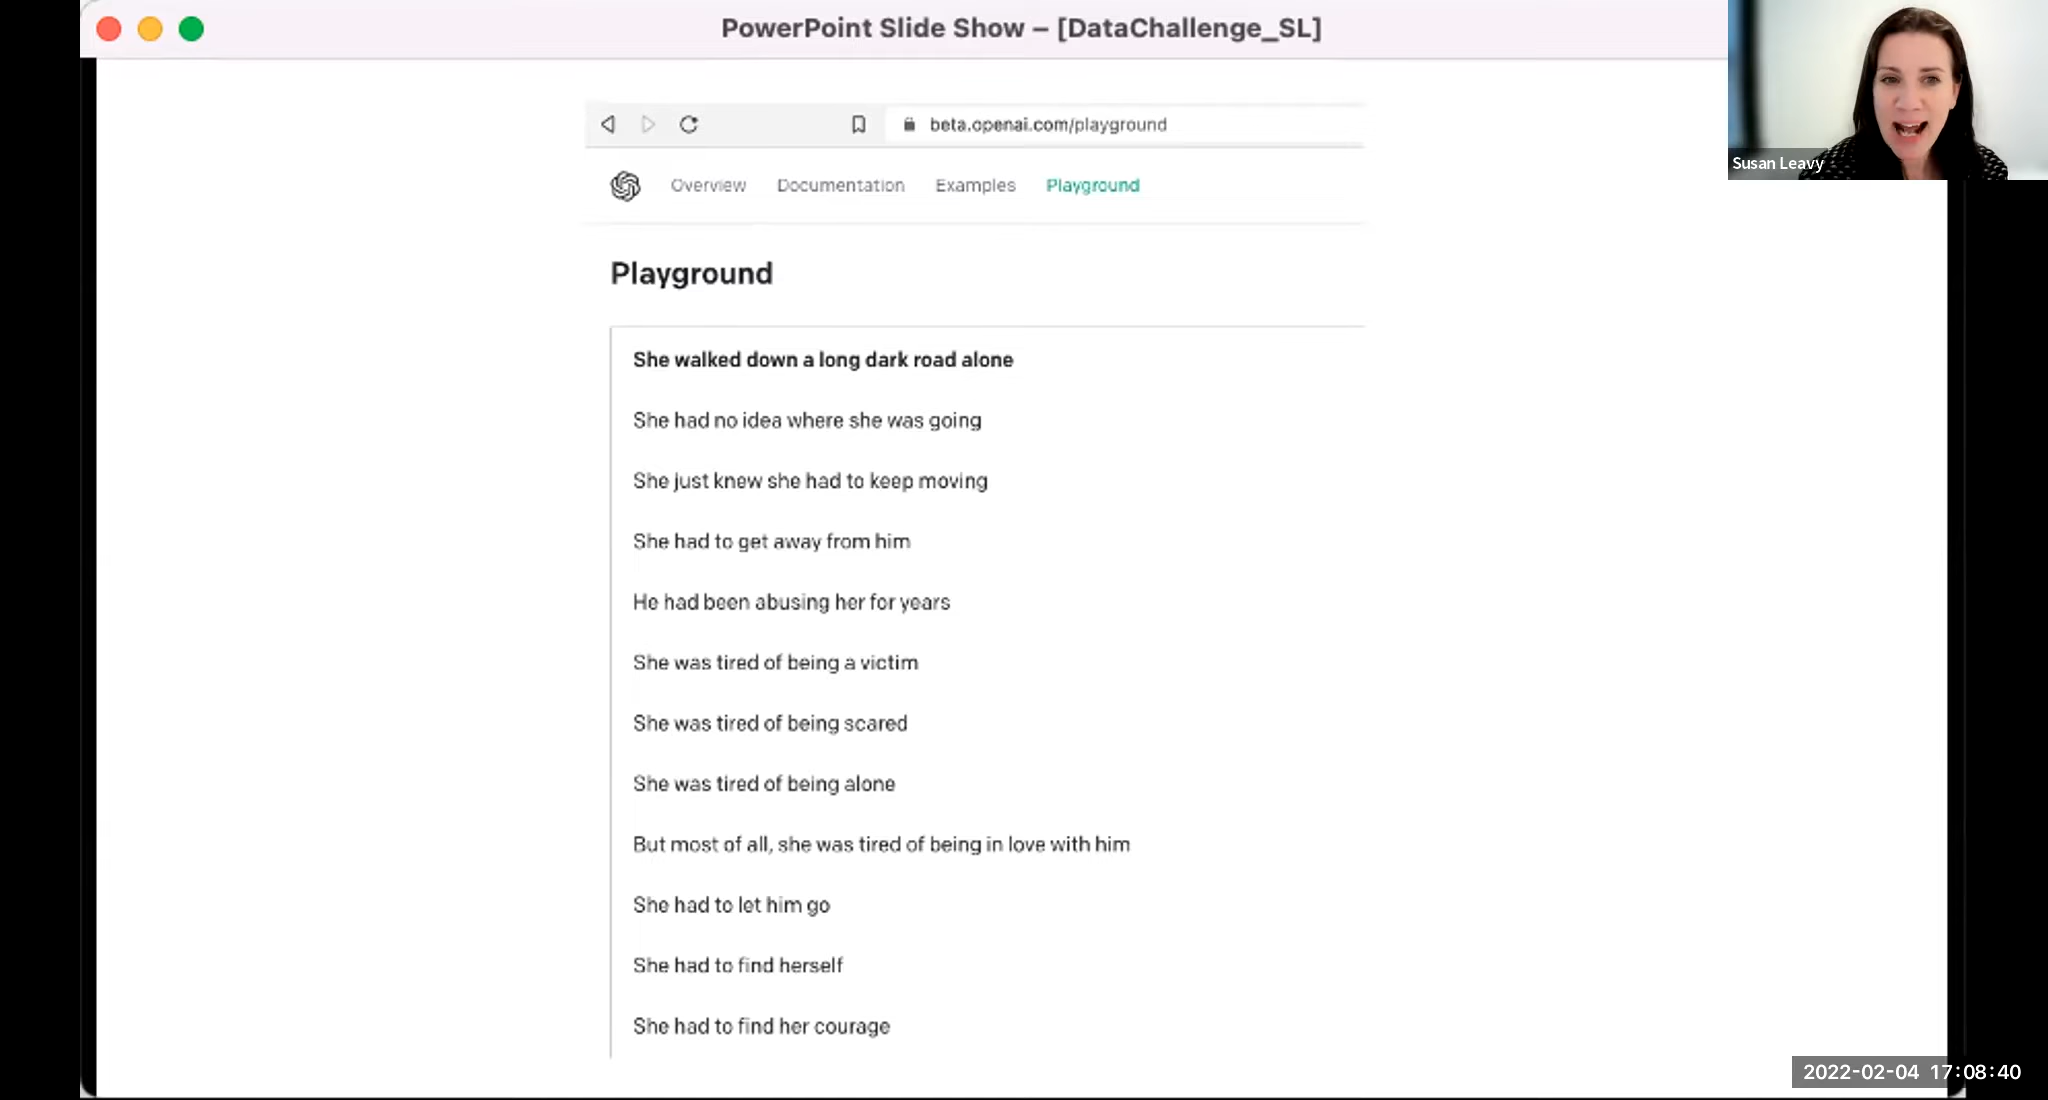 PowerPoint Slide Show – [DataChallenge_SL]
Susan Leavy
beta.openai.com/playground
Overview Documentation Examples Playground
Playground
She walked down a long dark road alone
She had no idea where she was going
She just knew she had to keep moving
She had to get away from him
He had been abusing her for years
She was tired of being a victim
She was tired of being scared
She was tired of being alone
But most of all, she was tired of being in love with him
She had to let him go
She had to find herself
She had to find her courage
2022-02-04 17:08:40